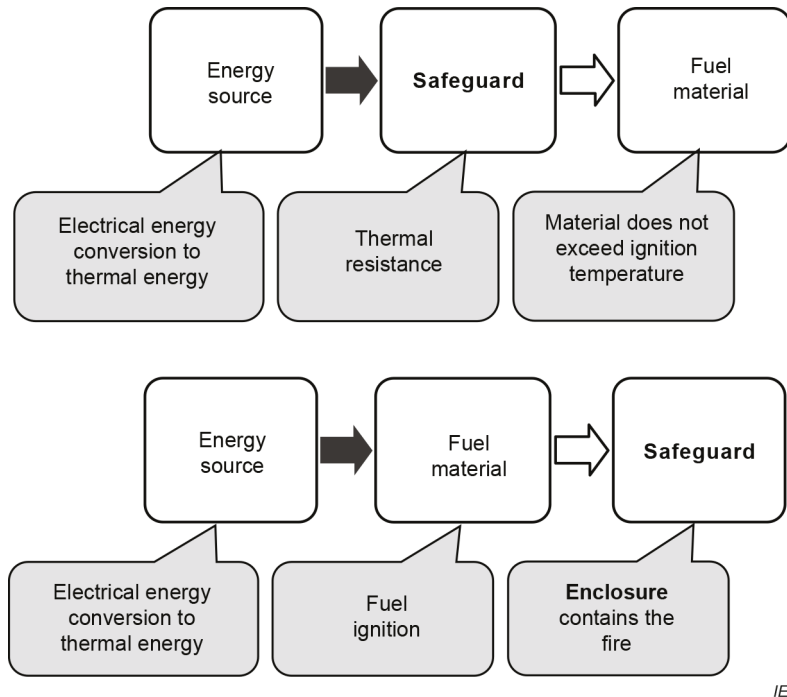 Energy
source
Safeguard
Fuel
material
Electrical energy
conversion to
thermal energy
Thermal
resistance
Material does not
exceed ignition
temperature
Energy
source
Fuel
material
Safeguard
Electrical energy
conversion to
thermal energy
Fuel
ignition
Enclosure
contains the
fire
IE